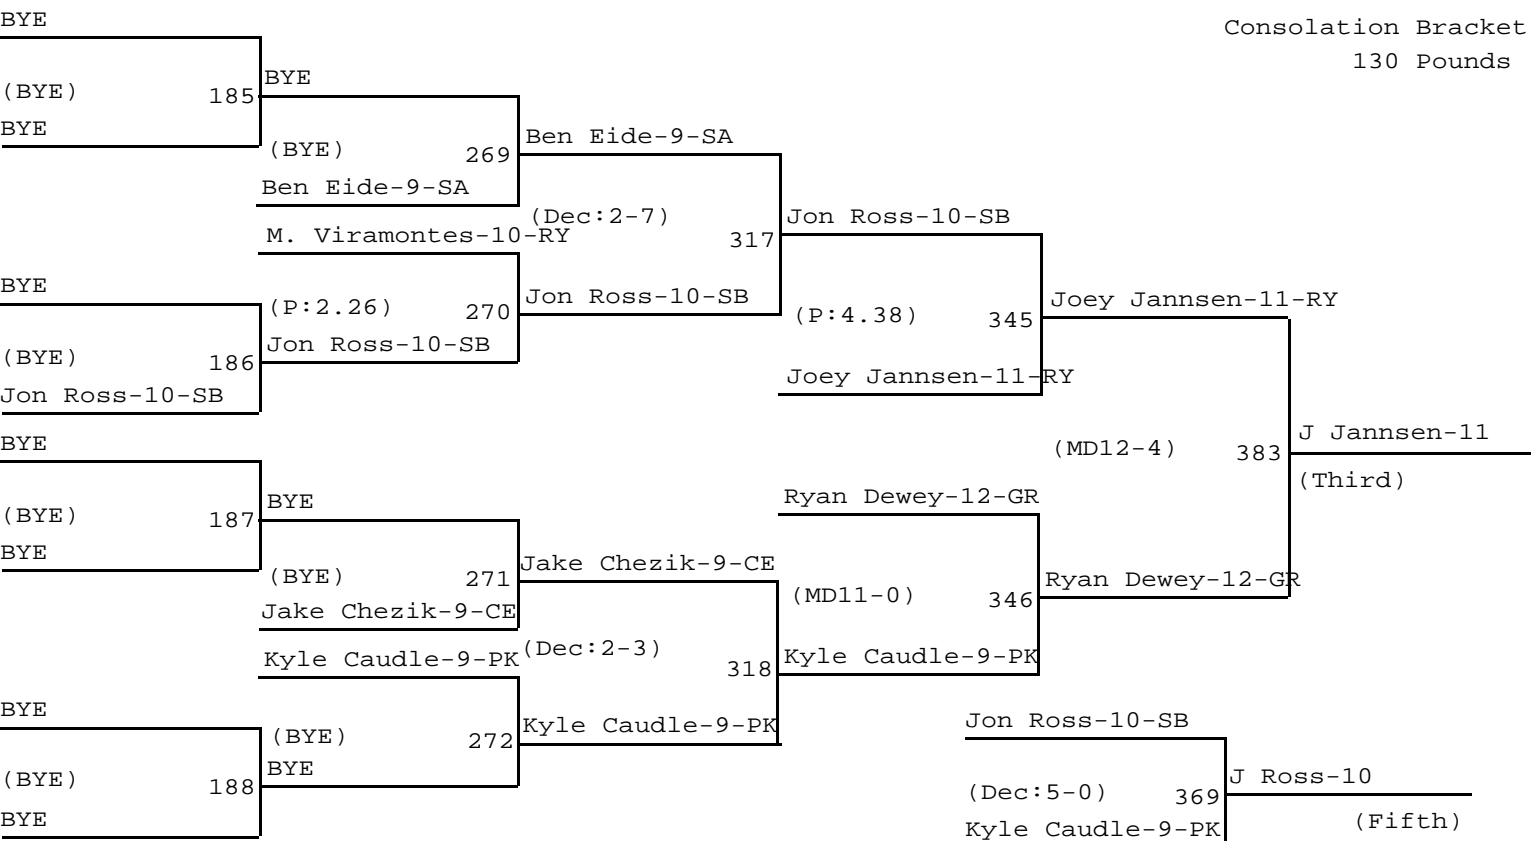 BYE
Consolation Bracket
130 Pounds
BYE
(BYE)
185
BYE
Ben Eide-9-SA
(BYE)
269
Ben Eide-9-SA
(Dec:2-7)
Jon Ross-10-SB
M. Viramontes-10-RY
317
BYE
(P:2.26)
270
Jon Ross-10-SB
(P:4.38)
345
Joey Jannsen-11-RY
(BYE)
186
Jon Ross-10-SB
Joey Jannsen-11-RY
Jon Ross-10-SB
BYE
(MD12-4)
383
J Jannsen-11
(Third)
BYE
Ryan Dewey-12-GR
(BYE)
187
BYE
Jake Chezik-9-CE
(BYE)
271
Jake Chezik-9-CE
(MD11-0)
346
Ryan Dewey-12-GR
(Dec:2-3)
Kyle Caudle-9-PK
318
Kyle Caudle-9-PK
BYE
(BYE)
272
Kyle Caudle-9-PK
Jon Ross-10-SB
BYE
(BYE)
188
BYE
(Dec:5-0)
369
J Ross-10
(Fifth)
Kyle Caudle-9-PK